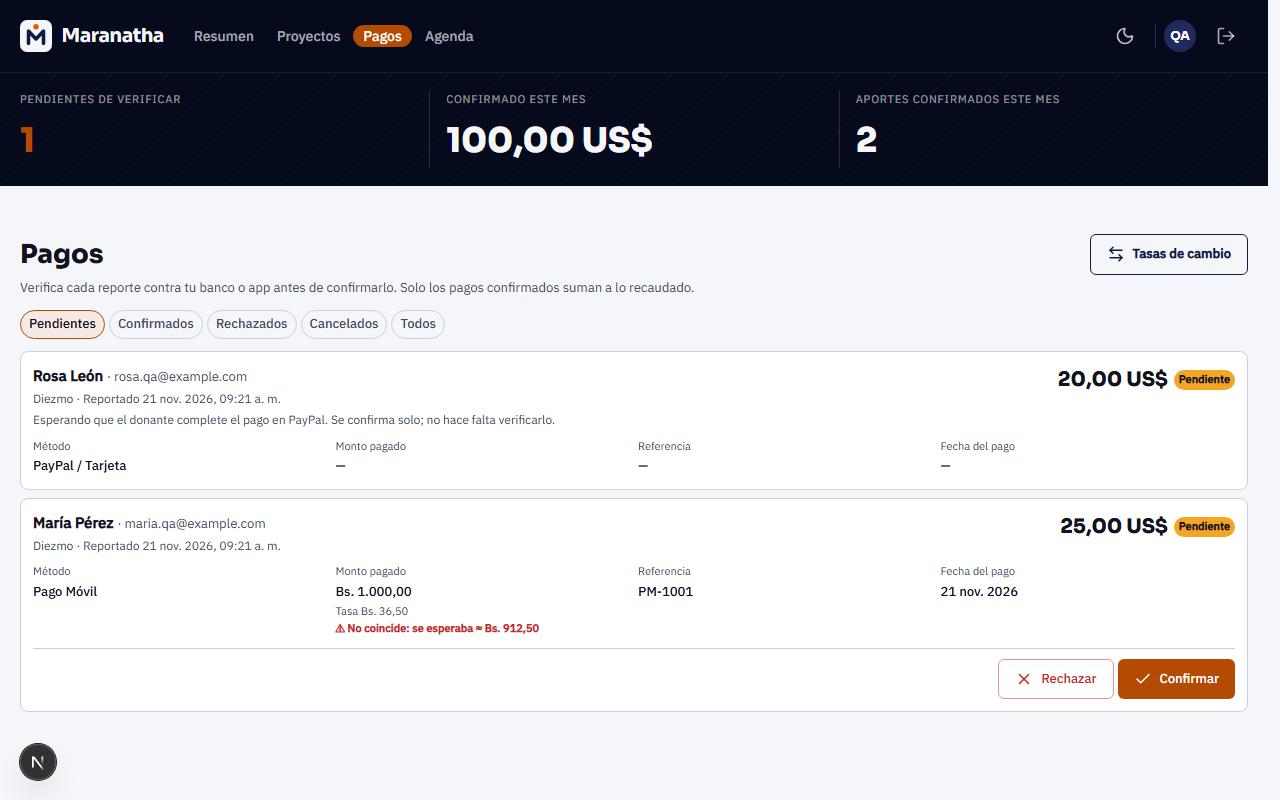 Maranatha
Resumen Proyectos Pagos Agenda
QA
PENDIENTES DE VERIFICAR
1
CONFIRMADO ESTE MES
100,00 US$
APORTES CONFIRMADOS ESTE MES
2
Pagos
Tasas de cambio
Verifica cada reporte contra tu banco o app antes de confirmarlo. Solo los pagos confirmados suman a lo recaudado.
Pendientes Confirmados Rechazados Cancelados Todos
Rosa León · rosa.qa@example.com
20,00 US$ Pendiente
Diezmo · Reportado 21 nov. 2026, 09:21 a. m.
Esperando que el donante complete el pago en PayPal. Se confirma solo; no hace falta verificarlo.
Método Monto pagado Referencia Fecha del pago
PayPal / Tarjeta — — —
María Pérez · maria.qa@example.com
25,00 US$ Pendiente
Diezmo · Reportado 21 nov. 2026, 09:21 a. m.
Método Monto pagado Referencia Fecha del pago
Pago Móvil Bs. 1.000,00 PM-1001 21 nov. 2026
Tasa Bs. 36,50
⚠ No coincide: se esperaba ≈ Bs. 912,50
Rechazar Confirmar
N